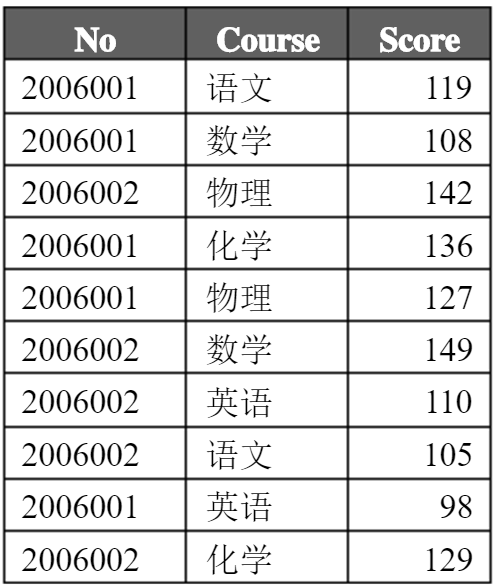 No Course Score
2006001 语文 119
2006001 数学 108
2006002 物理 142
2006001 化学 136
2006001 物理 127
2006002 数学 149
2006002 英语 110
2006002 语文 105
2006001 英语 98
2006002 化学 129